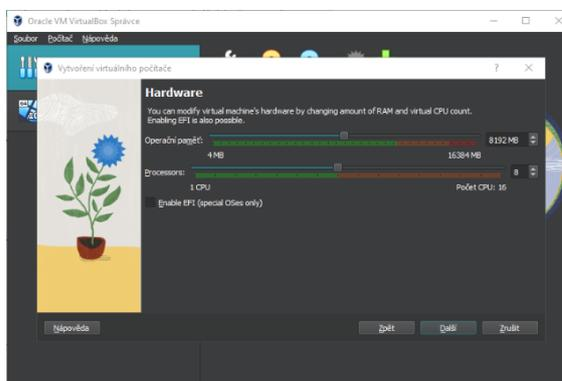 Oracle VM VirtualBox Správce
Soubor Počítač Nápověda
Vytvoření virtuálního počítače
Hardware
You can modify virtual machine's hardware by changing amount of RAM and virtual CPU count.
Enabling EFI is also possible.
Operační paměť: 8192 MB
4 MB 16384 MB
Processors: 8
1 CPU Počet CPU: 16
Enable EFI (special OSes only)
Nápověda Zpět Další Zrušit